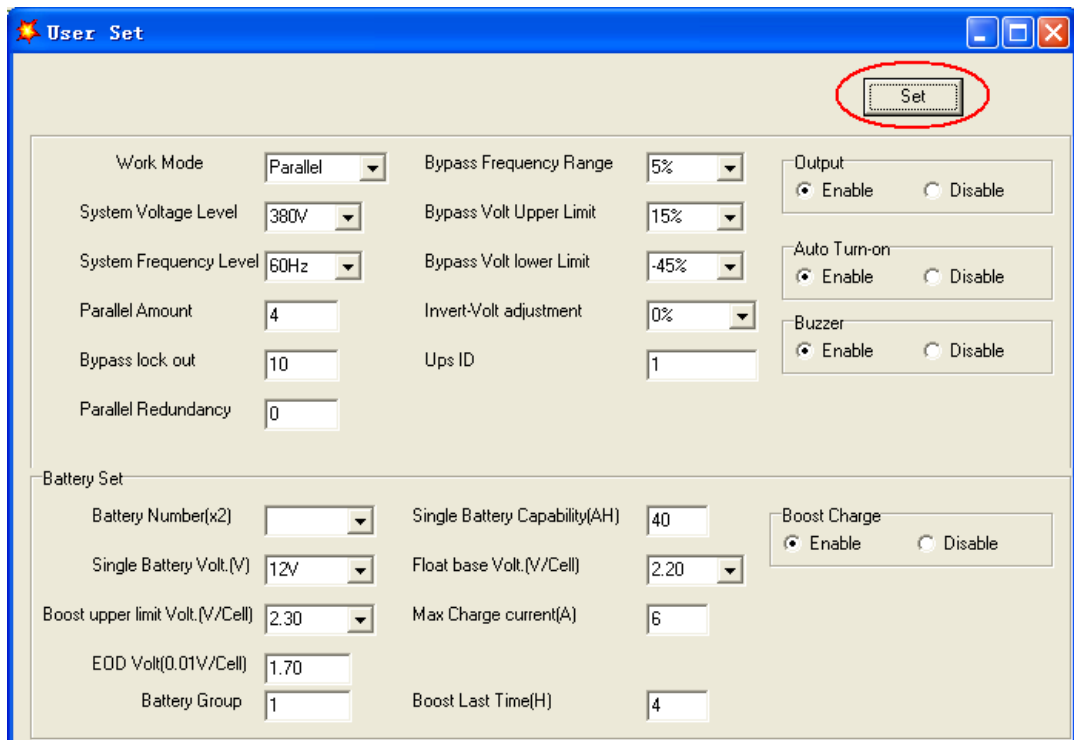 User Set
Set
Work Mode Parallel Bypass Frequency Range 5% Output
Enable Disable
System Voltage Level 380V Bypass Volt Upper Limit 15%
System Frequency Level 60Hz Bypass Volt lower Limit -45% Auto Turn-on
Enable Disable
Parallel Amount 4 Invert-Volt adjustment 0% Buzzer
Enable Disable
Bypass lock out 10 Ups ID 1
Parallel Redundancy 0
Battery Set
Battery Number(x2) Single Battery Capability(AH) 40 Boost Charge
Enable Disable
Single Battery Volt.(V) 12V Float base Volt.(V/Cell) 2.20
Boost upper limit Volt.(V/Cell) 2.30 Max Charge current(A) 6
EOD Volt(0.01V/Cell) 1.70
Battery Group 1 Boost Last Time(H) 4